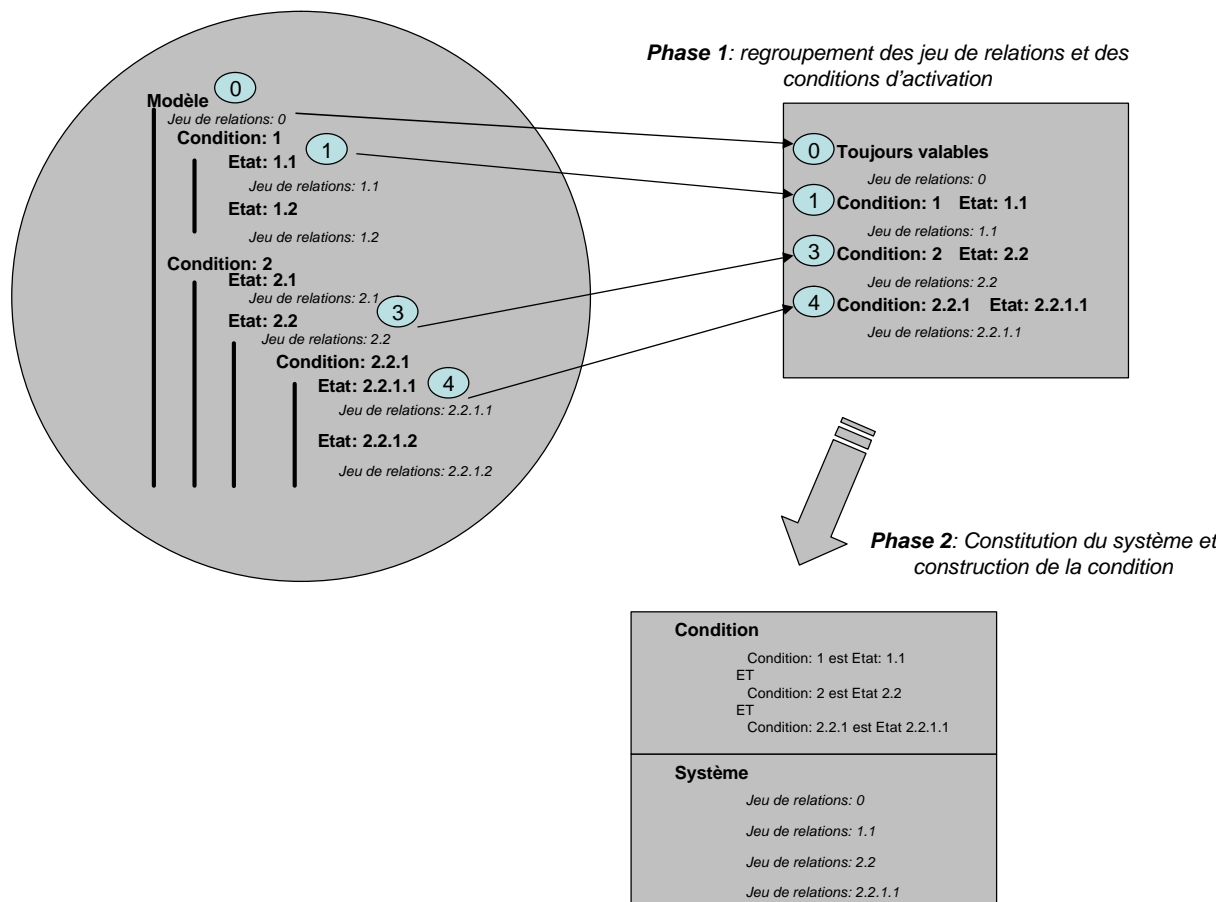 Phase 1: regroupement des jeu de relations et des
conditions d'activation
0
Modèle
Jeu de relations: 0
Condition: 1
1
Etat: 1.1
Jeu de relations: 1.1
Etat: 1.2
Jeu de relations: 1.2
Condition: 2
Etat: 2.1
Jeu de relations: 2.1
3
Etat: 2.2
Jeu de relations: 2.2
Condition: 2.2.1
Etat: 2.2.1.1
4
Jeu de relations: 2.2.1.1
Etat: 2.2.1.2
Jeu de relations: 2.2.1.2
0 Toujours valables
Jeu de relations: 0
1 Condition: 1 Etat: 1.1
Jeu de relations: 1.1
3 Condition: 2 Etat: 2.2
Jeu de relations: 2.2
4 Condition: 2.2.1 Etat: 2.2.1.1
Jeu de relations: 2.2.1.1
Phase 2: Constitution du système et
construction de la condition
Condition
Condition: 1 est Etat: 1.1
ET
Condition: 2 est Etat 2.2
ET
Condition: 2.2.1 est Etat 2.2.1.1
Système
Jeu de relations: 0
Jeu de relations: 1.1
Jeu de relations: 2.2
Jeu de relations: 2.2.1.1